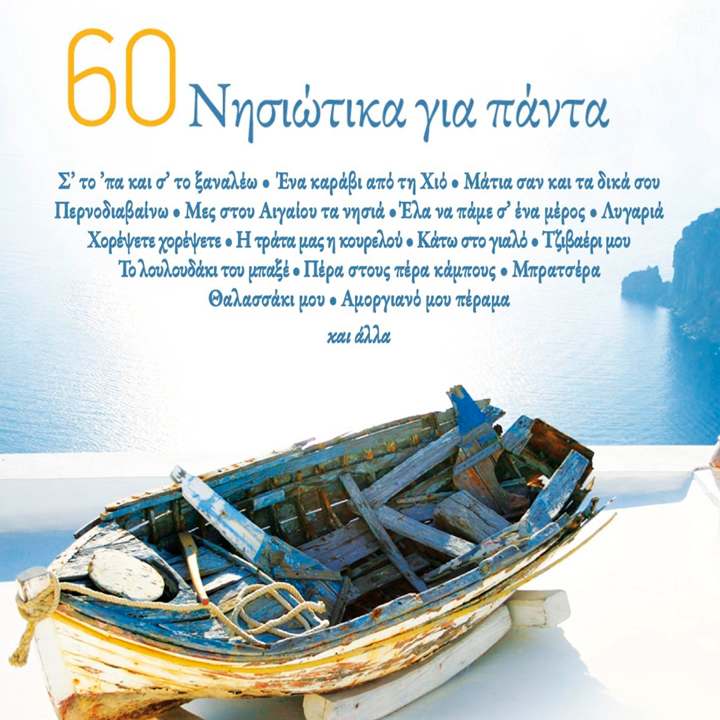 60 Νησιώτικα για πάντα
Σ' το 'πα και σ' το ξαναλέω • Ένα καράβι από τη Χιό • Μάτια σαν και τα δικά σου
Περνοδιαβαίνω • Μες στου Αιγαίου τα νησιά • Έλα να πάμε σ' ένα μέρος • Λυγαριά
Χορέψετε χορέψετε • Η τράτα μας η κουρελού • Κάτω στο γιαλό • Τζιβαέρι μου
Το λουλουδάκι του μπαξέ • Πέρα στους πέρα κάμπους • Μπρατσέρα
Θαλασσάκι μου • Αμοργιανό μου πέραμα
και άλλα